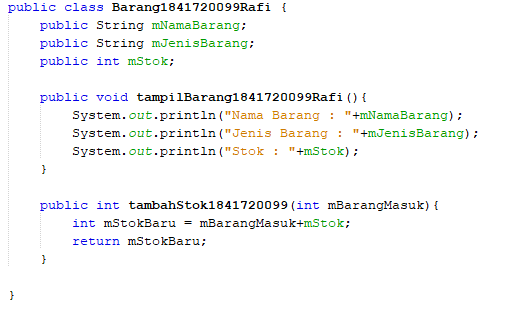 public class Barang1841720099Rafi {
    public String mNamaBarang;
    public String mJenisBarang;
    public int mStok;
    public void tampilBarang1841720099Rafi(){
        System.out.println("Nama Barang : "+mNamaBarang);
        System.out.println("Jenis Barang : "+mJenisBarang);
        System.out.println("Stok : "+mStok);
    }
    public int tambahStok1841720099(int mBarangMasuk){
        int mStokBaru = mBarangMasuk+mStok;
        return mStokBaru;
    }
}